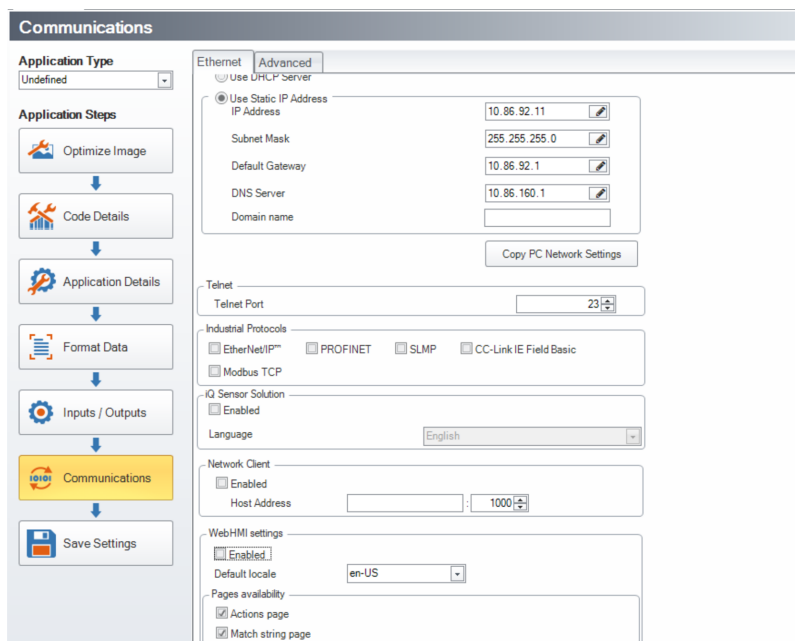 Communications
Application Type
Undefined
Application Steps
Optimize Image
Code Details
Application Details
Format Data
Inputs / Outputs
Communications
Save Settings
Ethernet Advanced
Use DHCP Server
Use Static IP Address
IP Address 10.86.92.11
Subnet Mask 255.255.255.0
Default Gateway 10.86.92.1
DNS Server 10.86.160.1
Domain name
Copy PC Network Settings
Telnet
Telnet Port 23
Industrial Protocols
EtherNet/IP™ PROFINET SLMP CC-Link IE Field Basic
Modbus TCP
iQ Sensor Solution
Enabled
Language English
Network Client
Enabled
Host Address : 1000
WebHMI settings
Enabled
Default locale en-US
Pages availability
Actions page
Match string page